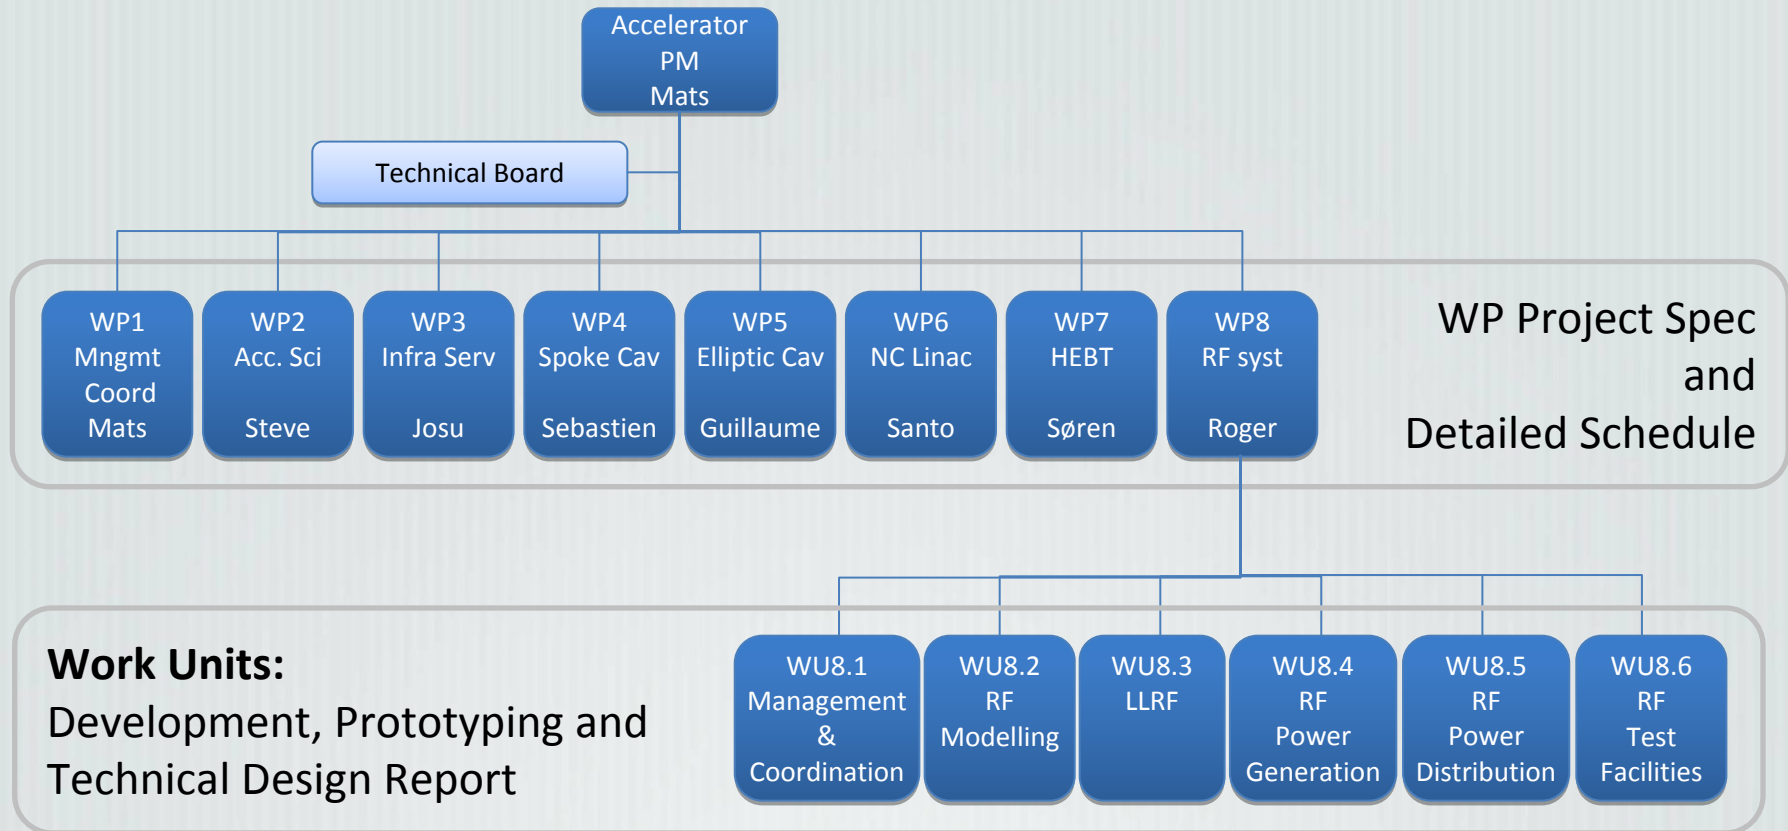 Accelerator
PM
Mats
Technical Board
WP1
Mngmt
Coord
Mats
WP2
Acc. Sci
Steve
WP3
Infra Serv
Josu
WP4
Spoke Cav
Sebastien
WP5
Elliptic Cav
Guillaume
WP6
NC Linac
Santo
WP7
HEBT
Søren
WP8
RF syst
Roger
WP Project Spec
and
Detailed Schedule
Work Units:
Development, Prototyping and
Technical Design Report
WU8.1
Management
&
Coordination
WU8.2
RF
Modelling
WU8.3
LLRF
WU8.4
RF
Power
Generation
WU8.5
RF
Power
Distribution
WU8.6
RF
Test
Facilities